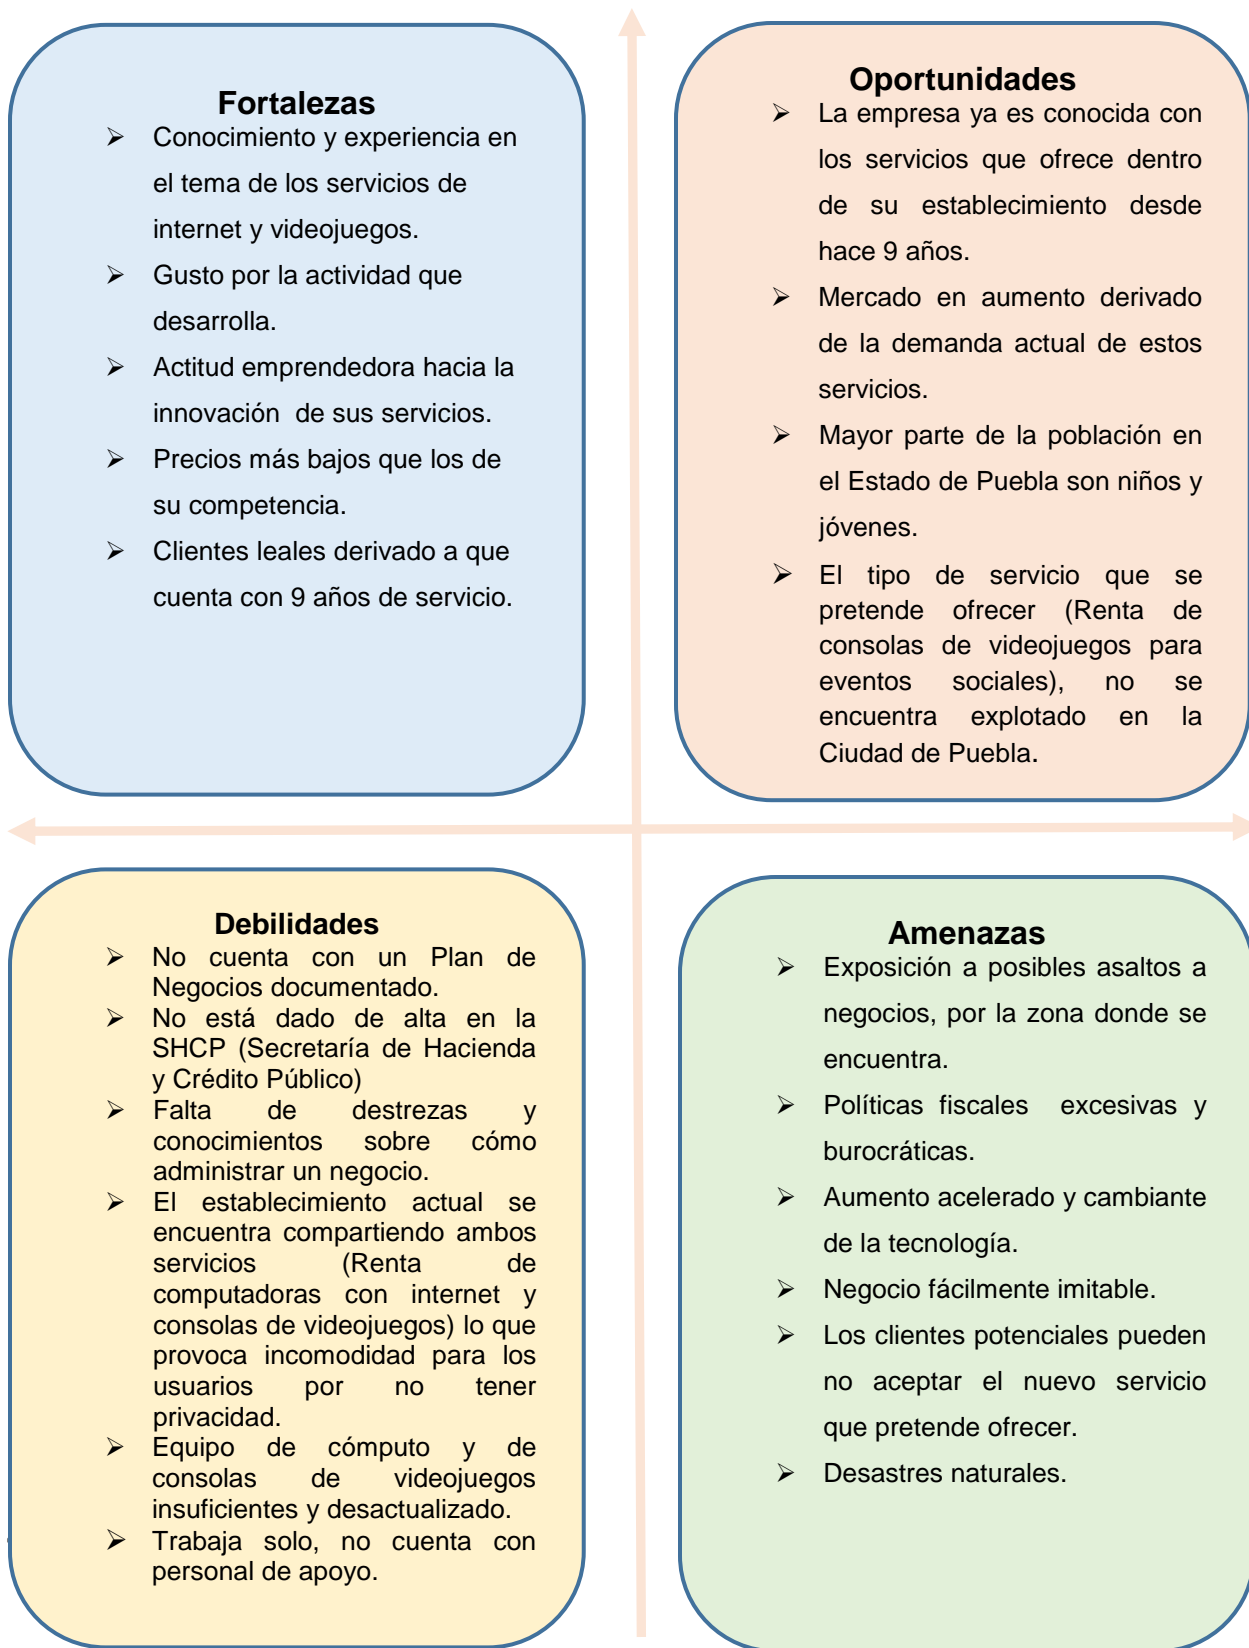 Fortalezas
➢ Conocimiento y experiencia en
el tema de los servicios de
internet y videojuegos.
➢ Gusto por la actividad que
desarrolla.
➢ Actitud emprendedora hacia la
innovación  de sus servicios.
➢ Precios más bajos que los de
su competencia.
➢ Clientes leales derivado a que
cuenta con 9 años de servicio.
Oportunidades
➢ La empresa ya es conocida con
los servicios que ofrece dentro
de su establecimiento desde
hace 9 años.
➢ Mercado en aumento derivado
de la demanda actual de estos
servicios.
➢ Mayor parte de la población en
el Estado de Puebla son niños y
jóvenes.
➢ El tipo de servicio que se
pretende ofrecer (Renta de
consolas de videojuegos para
eventos sociales), no se
encuentra explotado en la
Ciudad de Puebla.
Debilidades
➢ No cuenta con un Plan de
Negocios documentado.
➢ No está dado de alta en la
SHCP (Secretaría de Hacienda
y Crédito Público)
➢ Falta de destrezas y
conocimientos sobre cómo
administrar un negocio.
➢ El establecimiento actual se
encuentra compartiendo ambos
servicios (Renta de
computadoras con internet y
consolas de videojuegos) lo que
provoca incomodidad para los
usuarios por no tener
privacidad.
➢ Equipo de cómputo y de
consolas de videojuegos
insuficientes y desactualizado.
➢ Trabaja solo, no cuenta con
personal de apoyo.
Amenazas
➢ Exposición a posibles asaltos a
negocios, por la zona donde se
encuentra.
➢ Políticas fiscales  excesivas y
burocráticas.
➢ Aumento acelerado y cambiante
de la tecnología.
➢ Negocio fácilmente imitable.
➢ Los clientes potenciales pueden
no aceptar el nuevo servicio
que pretende ofrecer.
➢ Desastres naturales.